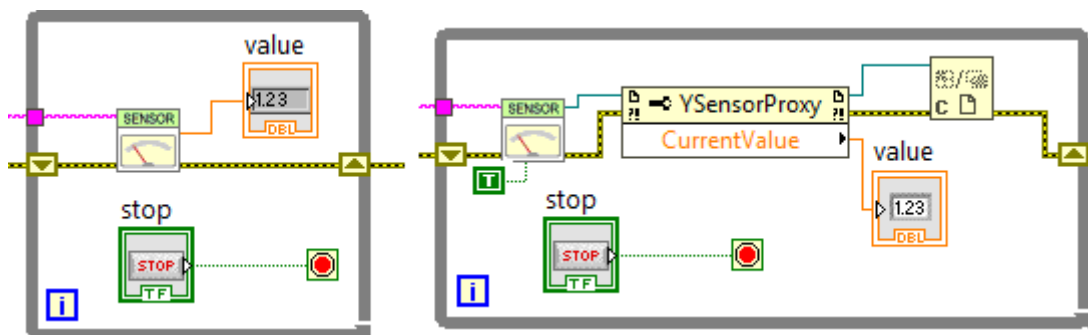 value
1.23
DBL
SENSOR
stop
STOP
TF
i
SENSOR
T
?!
YSensorProxy
?!
CurrentValue
C
value
1.23
DBL
stop
STOP
TF
i